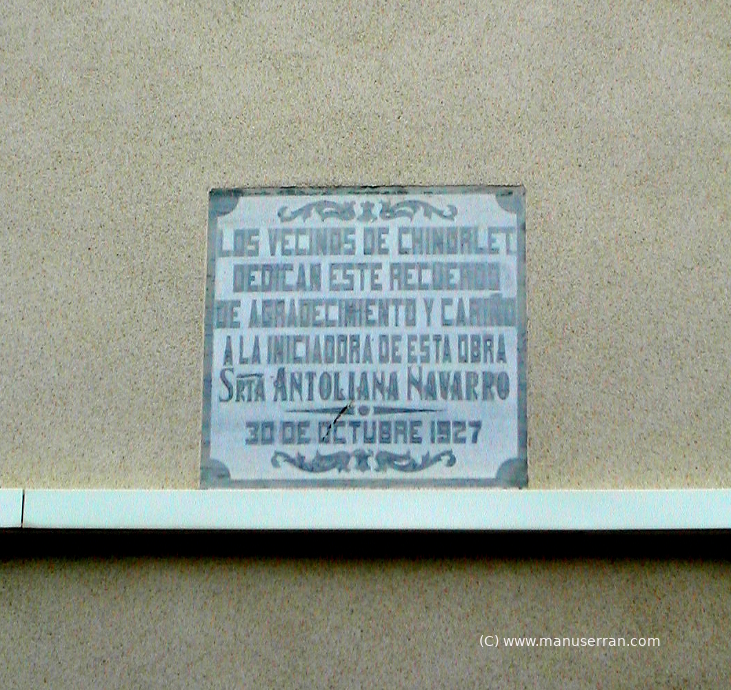 LOS VECINOS DE CHINORLET
DEDICAN ESTE RECUERDO
DE AGRADECIMIENTO Y CARIÑO
A LA INICIADORA DE ESTA OBRA
SRTA ANTOLIANA NAVARRO
30 DE OCTUBRE 1927
(C) www.manuserran.com